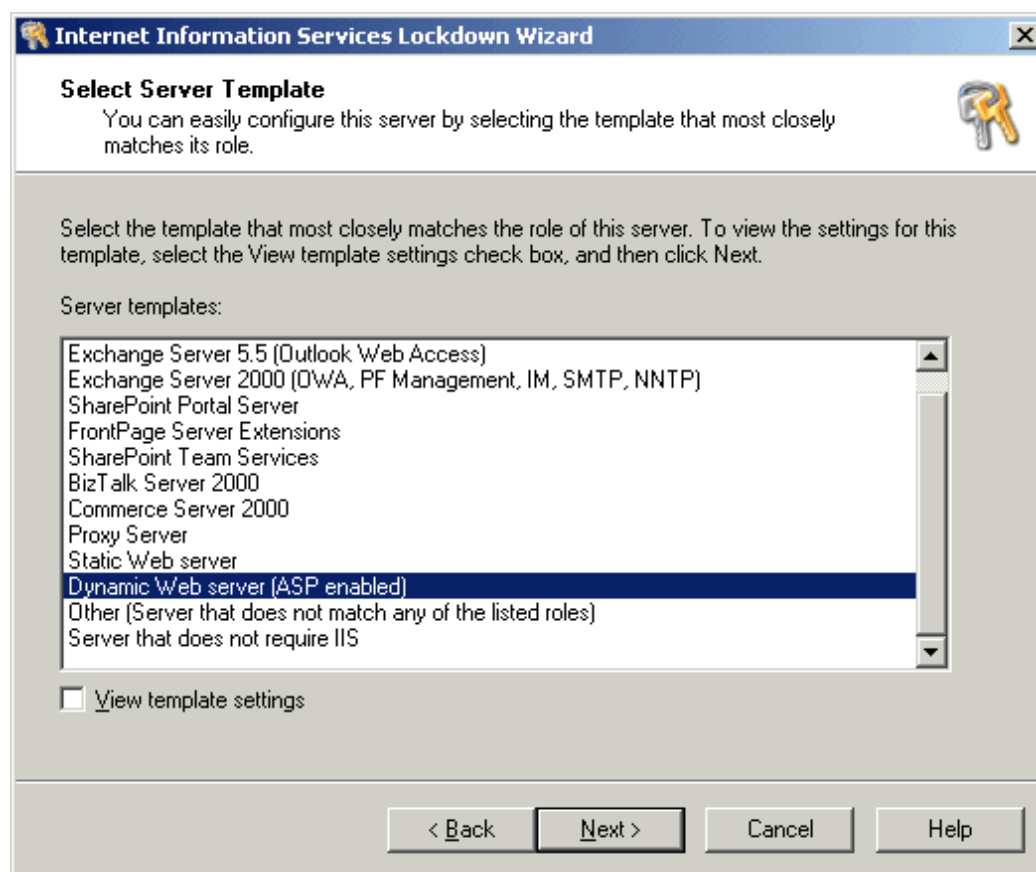 Internet Information Services Lockdown Wizard
Select Server Template
You can easily configure this server by selecting the template that most closely
matches its role.
Select the template that most closely matches the role of this server. To view the settings for this
template, select the View template settings check box, and then click Next.
Server templates:
Exchange Server 5.5 (Outlook Web Access)
Exchange Server 2000 (OWA, PF Management, IM, SMTP, NNTP)
SharePoint Portal Server
FrontPage Server Extensions
SharePoint Team Services
BizTalk Server 2000
Commerce Server 2000
Proxy Server
Static Web server
Dynamic Web server (ASP enabled)
Other (Server that does not match any of the listed roles)
Server that does not require IIS
View template settings
< Back Next > Cancel Help